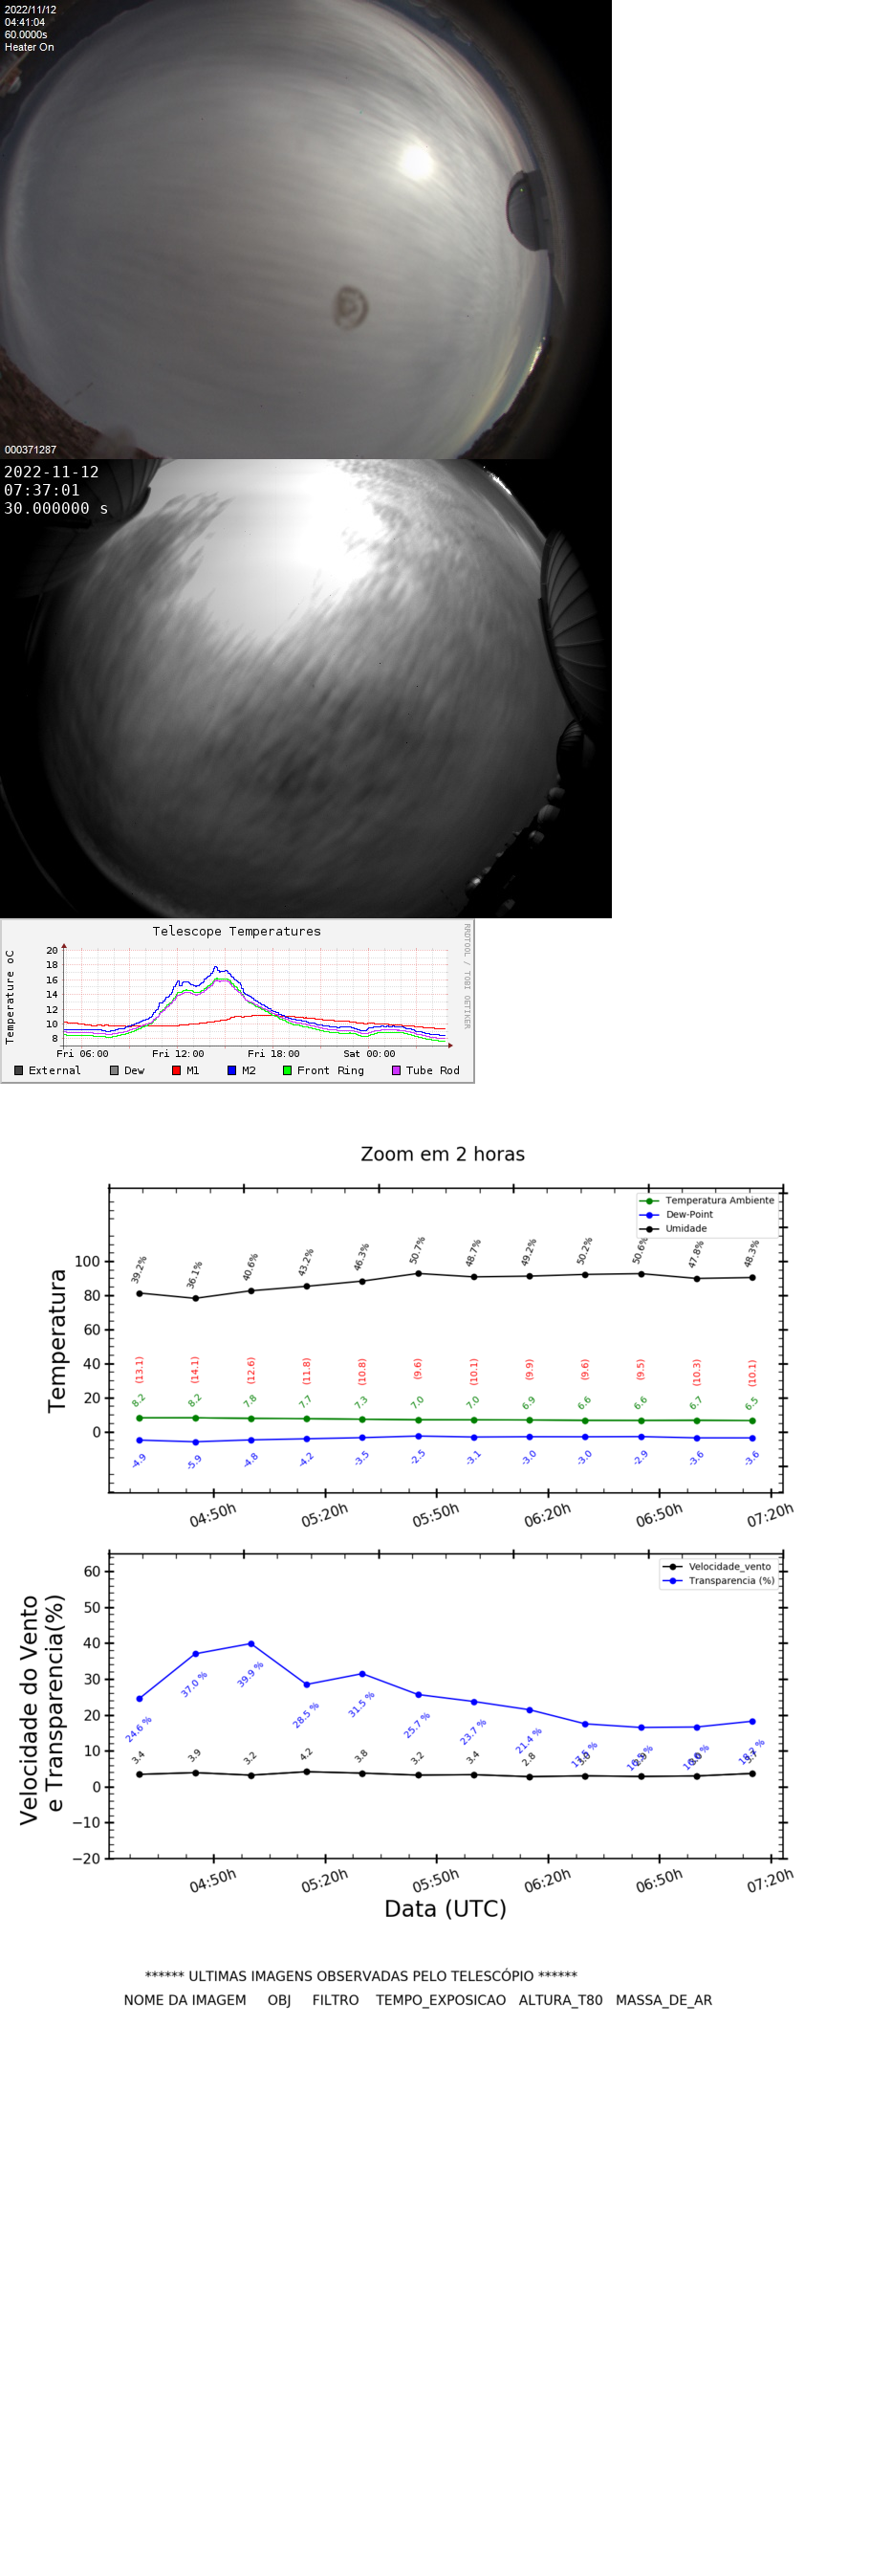 2022/11/12
04:41:04
60.0000s
Heater On
000371287
2022-11-12
07:37:01
30.000000 s
Telescope Temperatures
RRDTOOL / TOBI OETIKER
Temperature oC
20
18
16
14
12
10
8
Fri 06:00 Fri 12:00 Fri 18:00 Sat 00:00
External Dew M1 M2 Front Ring Tube Rod
Zoom em 2 horas
Temperatura Ambiente
Dew-Point
Umidade
Temperatura
100
80
60
40
20
0
39.2% 36.1% 40.6% 43.2% 46.3% 50.7% 48.7% 49.2% 50.2% 50.6% 47.8% 48.3%
(13.1) (14.1) (12.6) (11.8) (10.8) (9.6) (10.1) (9.9) (9.6) (9.5) (10.3) (10.1)
8.2 8.2 7.8 7.7 7.3 7.0 7.0 6.9 6.6 6.6 6.7 6.5
-4.9 -5.9 -4.8 -4.2 -3.5 -2.5 -3.1 -3.0 -3.0 -2.9 -3.6 -3.6
04:50h 05:20h 05:50h 06:20h 06:50h 07:20h
Velocidade_vento
Transparencia (%)
Velocidade do Vento
e Transparencia(%)
60
50
40
30
20
10
0
−10
−20
24.6 % 37.0 % 39.9 % 28.5 % 31.5 % 25.7 % 23.7 % 21.4 %
3.4 3.9 3.2 4.2 3.8 3.2 3.4 2.8
04:50h 05:20h 05:50h 06:20h 06:50h 07:20h
Data (UTC)
****** ULTIMAS IMAGENS OBSERVADAS PELO TELESCÓPIO ******
NOME DA IMAGEM OBJ FILTRO TEMPO_EXPOSICAO ALTURA_T80 MASSA_DE_AR